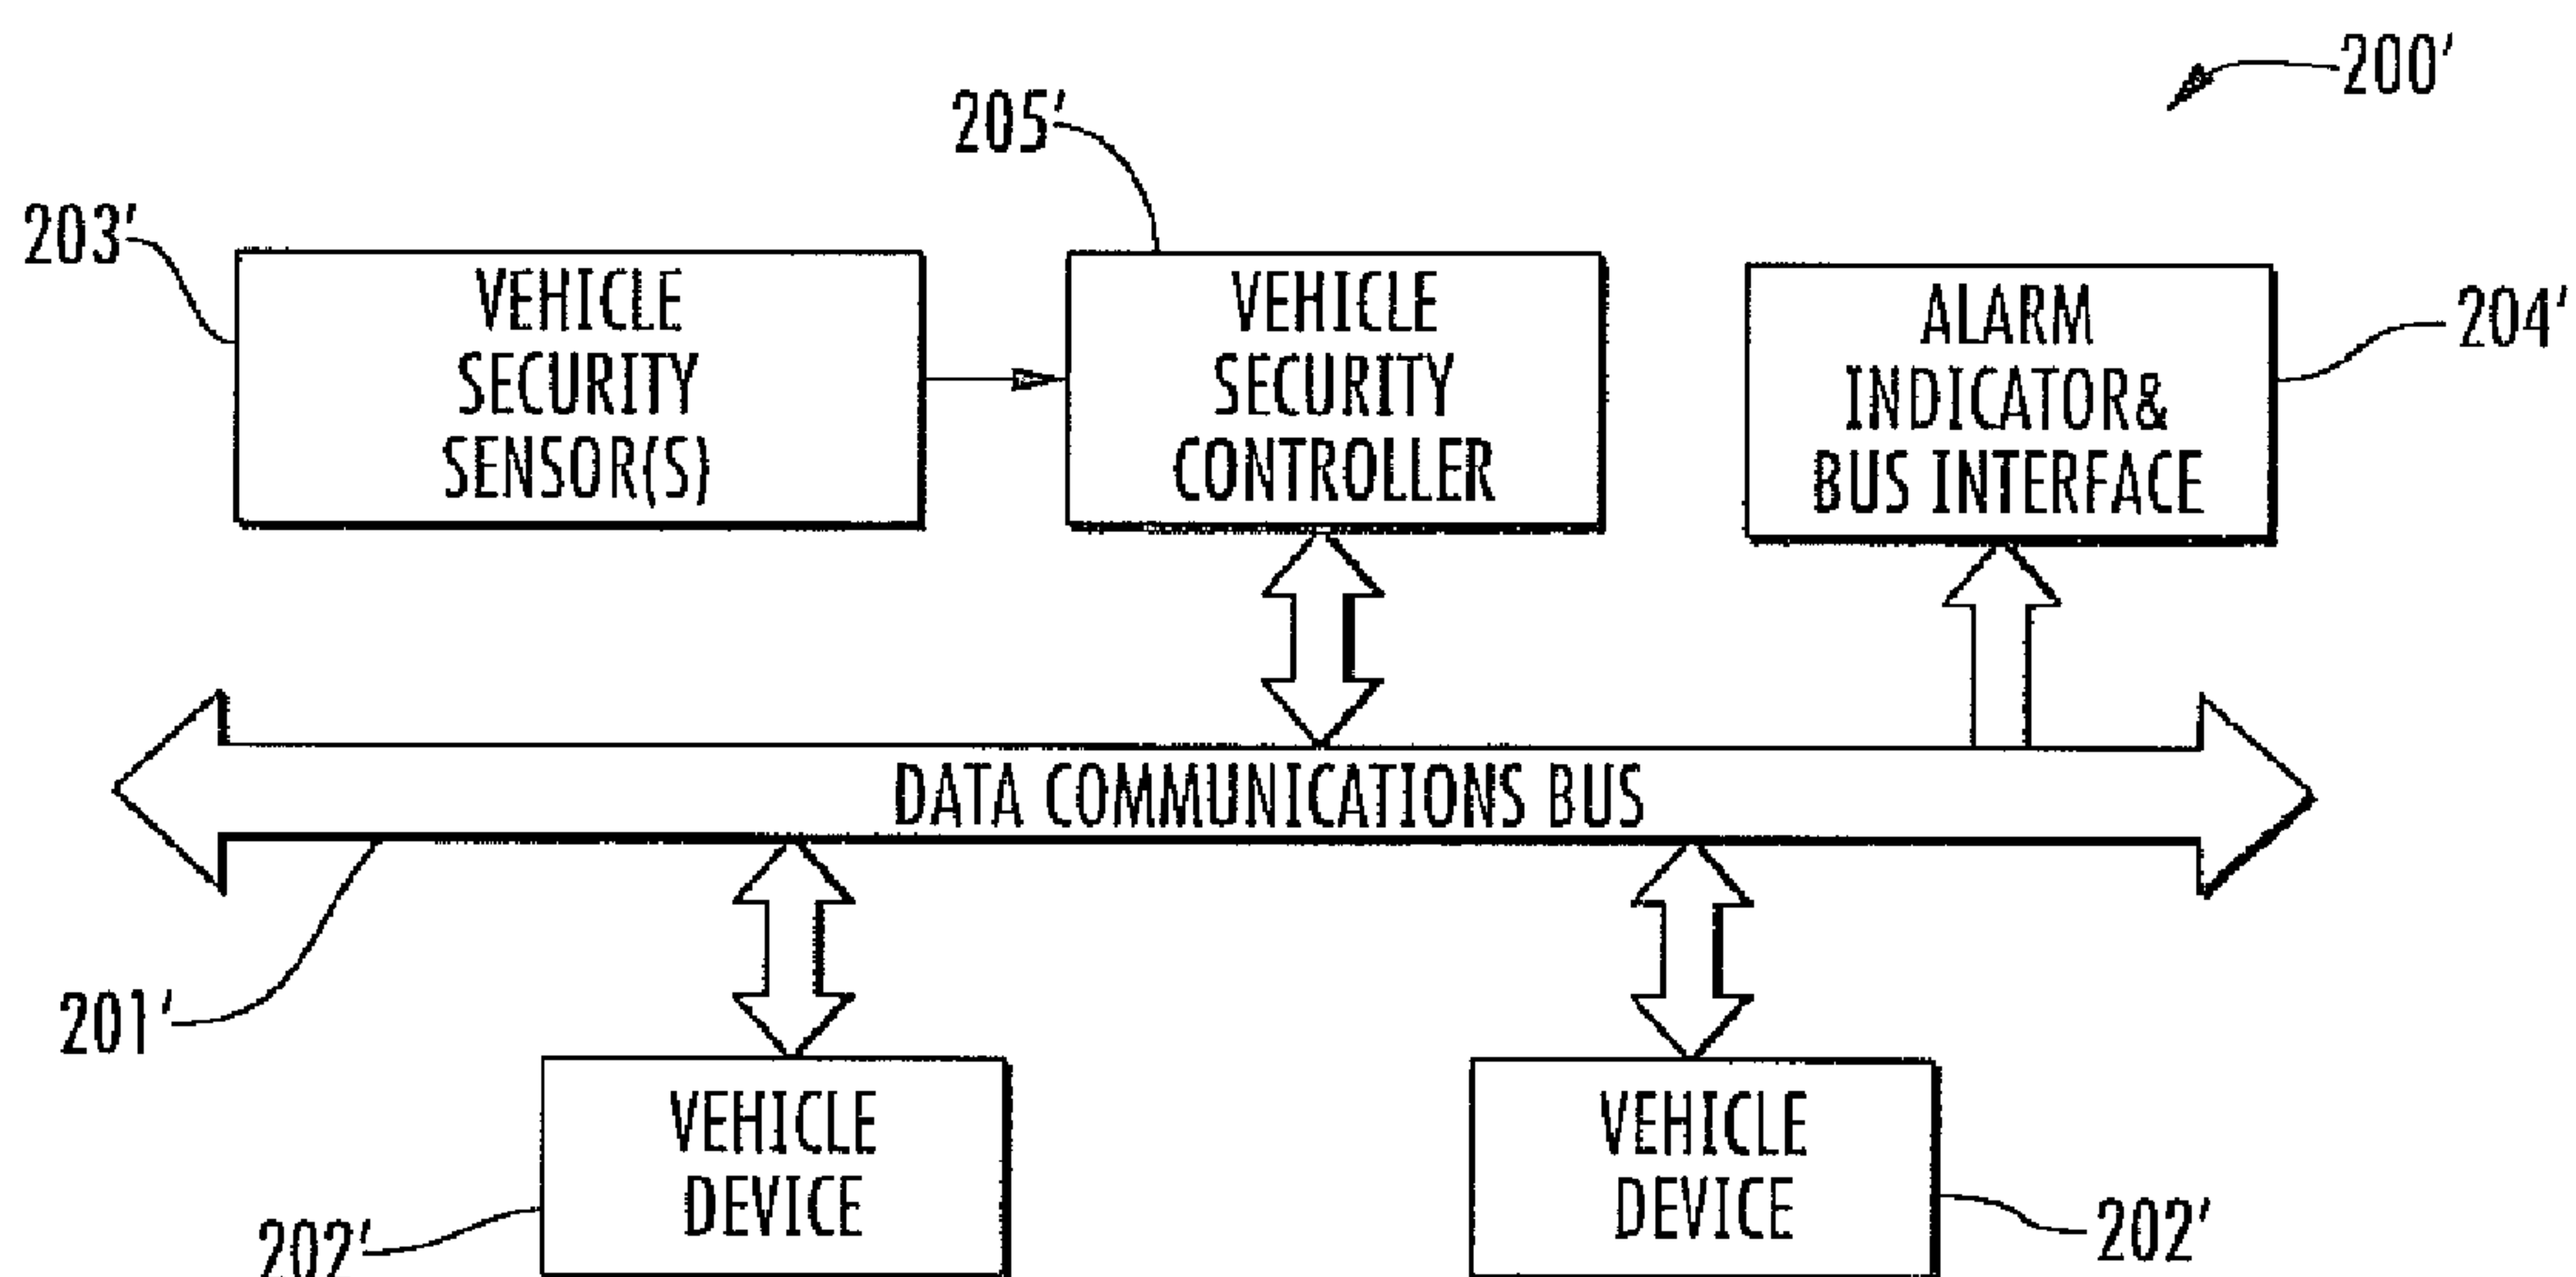 200'
205'
203'
VEHICLE
SECURITY
SENSOR(S)
VEHICLE
SECURITY
CONTROLLER
ALARM
INDICATOR&
BUS INTERFACE
204'
DATA COMMUNICATIONS BUS
201'
VEHICLE
DEVICE
202'
VEHICLE
DEVICE
202'